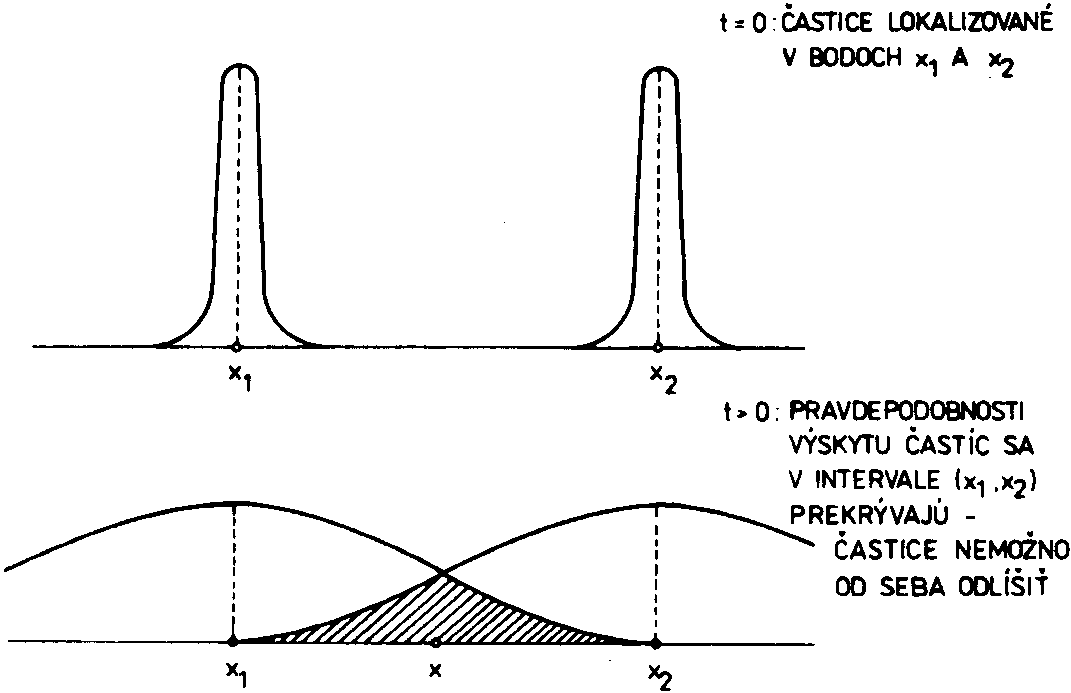 t = 0: ČASTICE LOKALIZOVANÉ
V BODOCH x1 A x2
x1
x2
t > 0: PRAVDEPODOBNOSTI
VÝSKYTU ČASTÍC SA
V INTERVALE (x1,x2)
PREKRÝVAJÚ -
ČASTICE NEMOŽNO
OD SEBA ODLÍŠIŤ
x1
x
x2